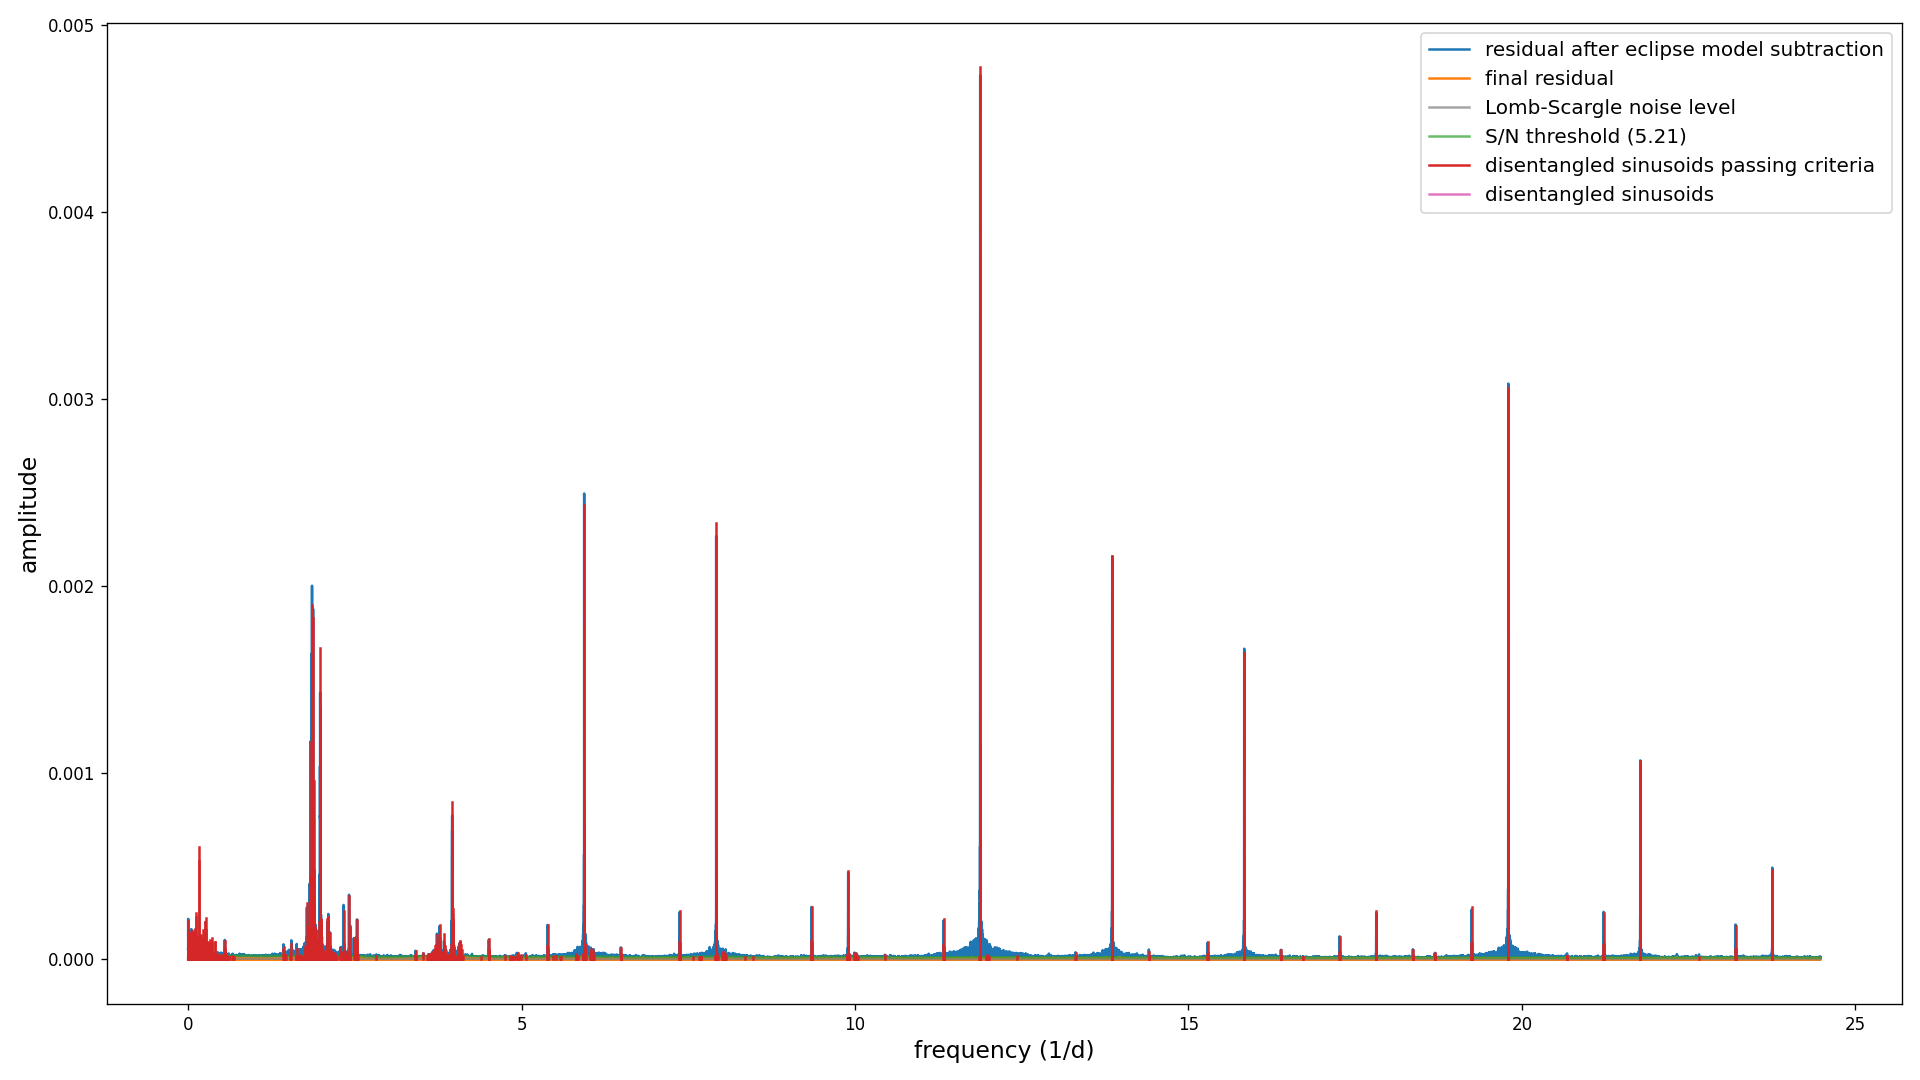 0.005
0.004
0.003
0.002
0.001
0.000
amplitude
0
5
10
15
20
25
frequency (1/d)
residual after eclipse model subtraction
final residual
Lomb-Scargle noise level
S/N threshold (5.21)
disentangled sinusoids passing criteria
disentangled sinusoids